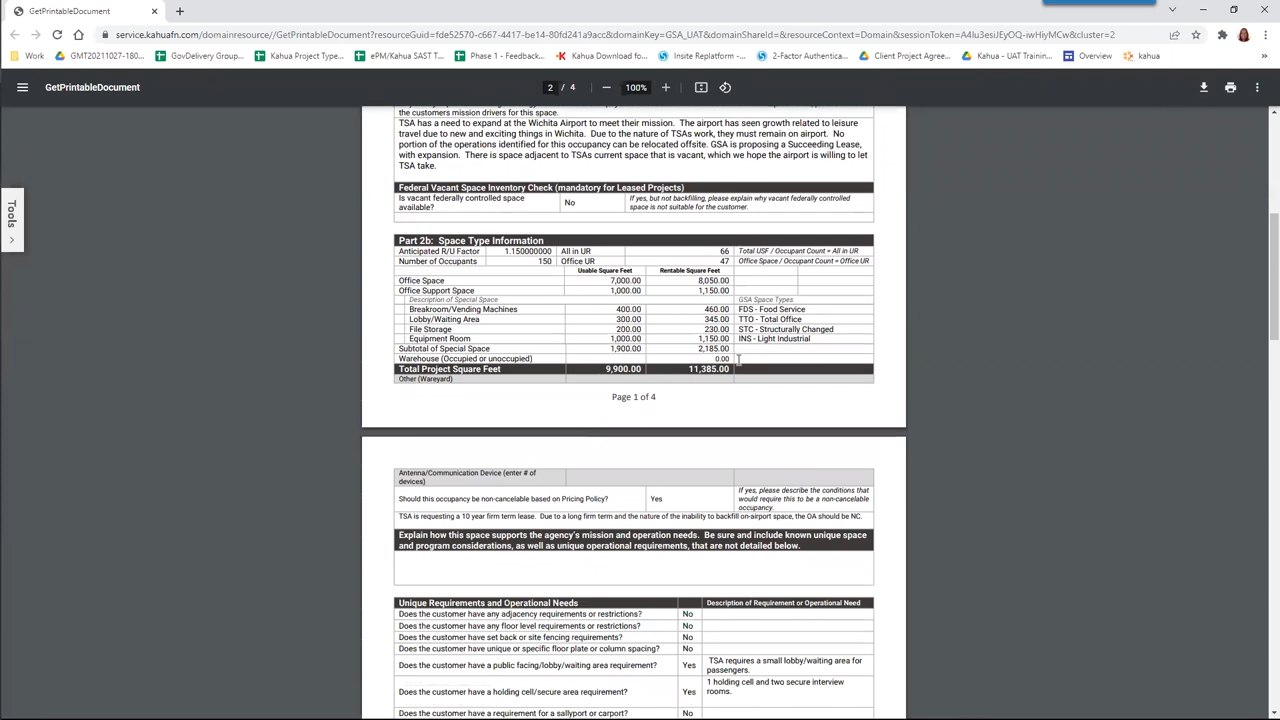 GetPrintableDocument
service.kahuafn.com/domainresource//GetPrintableDocument?resourceGuid=fde52570-c667-4417-be14-80fd241a9acc&domainKey=GSA_UAT&domainShareId=&resourceContext=Domain&sessionToken=A4lu3esiJEyOQ-iwHiyMCw&cluster=2
Work GMT20211027-180... GovDelivery Group:... Kahua Project Type... ePM/Kahua SAST T... Phase 1 - Feedback... Kahua Download fo... Insite Replatform -... 2-Factor Authentica... Client Project Agree... Kahua - UAT Trainin... Overview kahua
GetPrintableDocument 2 / 4 100%
Tools
the customers mission drivers for this space.
TSA has a need to expand at the Wichita Airport to meet their mission. The airport has seen growth related to leisure
travel due to new and exciting things in Wichita. Due to the nature of TSAs work, they must remain on airport. No
portion of the operations identified for this occupancy can be relocated offsite. GSA is proposing a Succeeding Lease,
with expansion. There is space adjacent to TSAs current space that is vacant, which we hope the airport is willing to let
TSA take.
Federal Vacant Space Inventory Check (mandatory for Leased Projects)
Is vacant federally controlled space available? No If yes, but not backfilling, please explain why vacant federally controlled space is not suitable for the customer.
Part 2b: Space Type Information
Anticipated R/U Factor 1.150000000 All in UR 66 Total USF / Occupant Count = All in UR
Number of Occupants 150 Office UR 47 Office Space / Occupant Count = Office UR
Usable Square Feet Rentable Square Feet
Office Space 7,000.00 8,050.00
Office Support Space 1,000.00 1,150.00
Description of Special Space GSA Space Types
Breakroom/Vending Machines 400.00 460.00 FDS - Food Service
Lobby/Waiting Area 300.00 345.00 TTO - Total Office
File Storage 200.00 230.00 STC - Structurally Changed
Equipment Room 1,000.00 1,150.00 INS - Light Industrial
Subtotal of Special Space 1,900.00 2,185.00
Warehouse (Occupied or unoccupied) 0.00
Total Project Square Feet 9,900.00 11,385.00
Other (Wareyard)
Page 1 of 4
Antenna/Communication Device (enter # of
devices)
Should this occupancy be non-cancelable based on Pricing Policy? Yes If yes, please describe the conditions that would require this to be a non-cancelable occupancy.
TSA is requesting a 10 year firm term lease. Due to a long firm term and the nature of the inability to backfill on-airport space, the OA should be NC.
Explain how this space supports the agency's mission and operation needs. Be sure and include known unique space
and program considerations, as well as unique operational requirements, that are not detailed below.
Unique Requirements and Operational Needs Description of Requirement or Operational Need
Does the customer have any adjacency requirements or restrictions? No
Does the customer have any floor level requirements or restrictions? No
Does the customer have set back or site fencing requirements? No
Does the customer have unique or specific floor plate or column spacing? No
Does the customer have a public facing/lobby/waiting area requirement? Yes TSA requires a small lobby/waiting area for passengers.
Does the customer have a holding cell/secure area requirement? Yes 1 holding cell and two secure interview rooms.
Does the customer have a requirement for a sallyport or carport? No